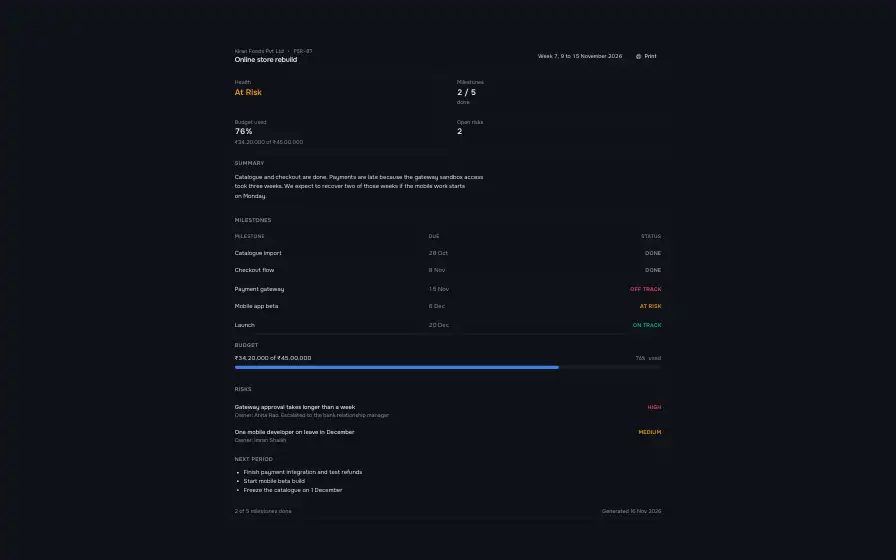 Kiran Foods Pvt Ltd · PSR-87
Online store rebuild
Week 7, 9 to 15 November 2026
Print
Health
At Risk
Milestones
2 / 5
done
Budget used
76%
₹34,20,000 of ₹45,00,000
Open risks
2
SUMMARY
Catalogue and checkout are done. Payments are late because the gateway sandbox access
took three weeks. We expect to recover two of those weeks if the mobile work starts
on Monday.
MILESTONES
MILESTONE DUE STATUS
Catalogue import 28 Oct DONE
Checkout flow 8 Nov DONE
Payment gateway 15 Nov OFF TRACK
Mobile app beta 6 Dec AT RISK
Launch 20 Dec ON TRACK
BUDGET
₹34,20,000 of ₹45,00,000 76% used
RISKS
Gateway approval takes longer than a week HIGH
Owner: Anita Rao. Escalated to the bank relationship manager
One mobile developer on leave in December MEDIUM
Owner: Imran Shaikh
NEXT PERIOD
• Finish payment integration and test refunds
• Start mobile beta build
• Freeze the catalogue on 1 December
2 of 5 milestones done Generated 16 Nov 2026